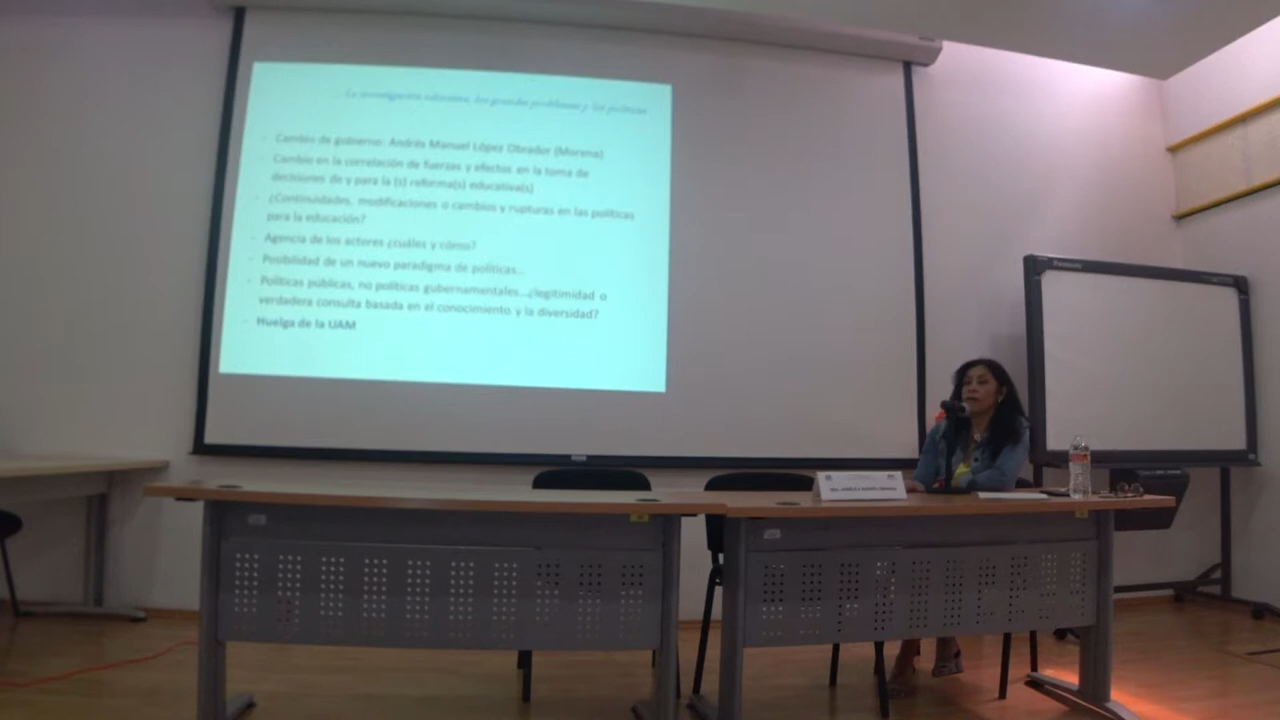 La investigación educativa, los grandes problemas y las políticas
- Cambio de gobierno: Andrés Manuel López Obrador (Morena)
- Cambio en la correlación de fuerzas y efectos en la toma de
decisiones de y para la (s) reforma(s) educativa(s)
- ¿Continuidades, modificaciones o cambios y rupturas en las políticas
para la educación?
- Agencia de los actores ¿cuáles y cómo?
- Posibilidad de un nuevo paradigma de políticas...
- Políticas públicas, no políticas gubernamentales...¿legitimidad o
verdadera consulta basada en el conocimiento y la diversidad?
- Huelga de la UAM
Panasonic